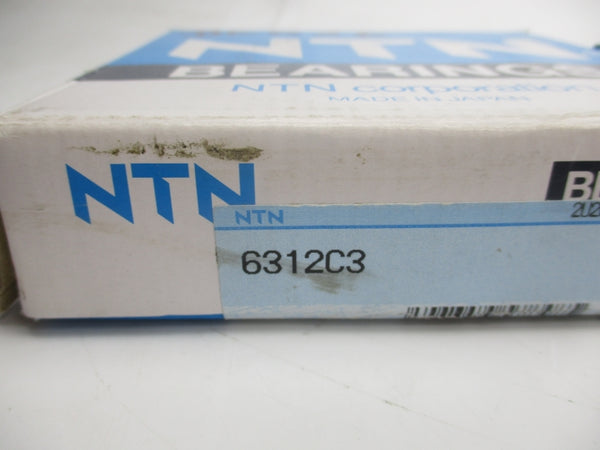 NTN
BEARINGS
NTN corporation
MADE IN JAPAN
NTN
NTN
6312C3